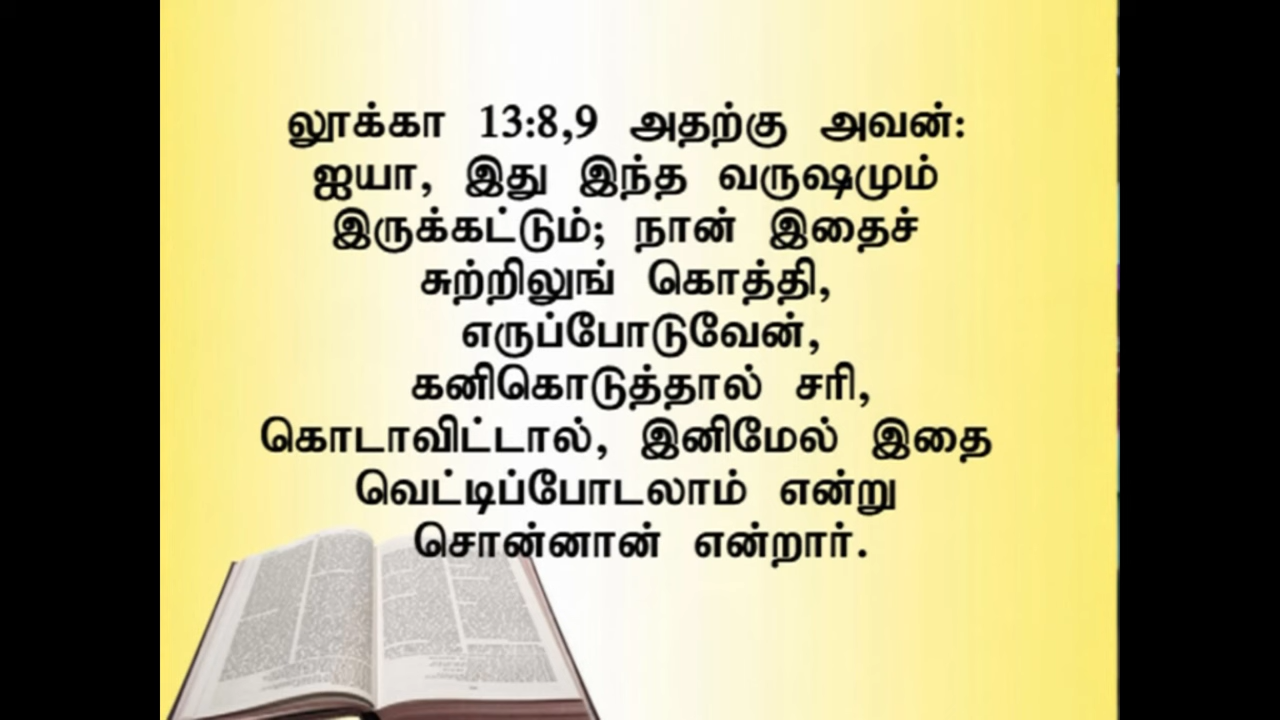 லூக்கா 13:8,9 அதற்கு அவன்:
ஐயா, இது இந்த வருஷமும்
இருக்கட்டும்; நான் இதைச்
சுற்றிலுங் கொத்தி,
எருப்போடுவேன்,
கனிகொடுத்தால் சரி,
கொடாவிட்டால், இனிமேல் இதை
வெட்டிப்போடலாம் என்று
சொன்னான் என்றார்.